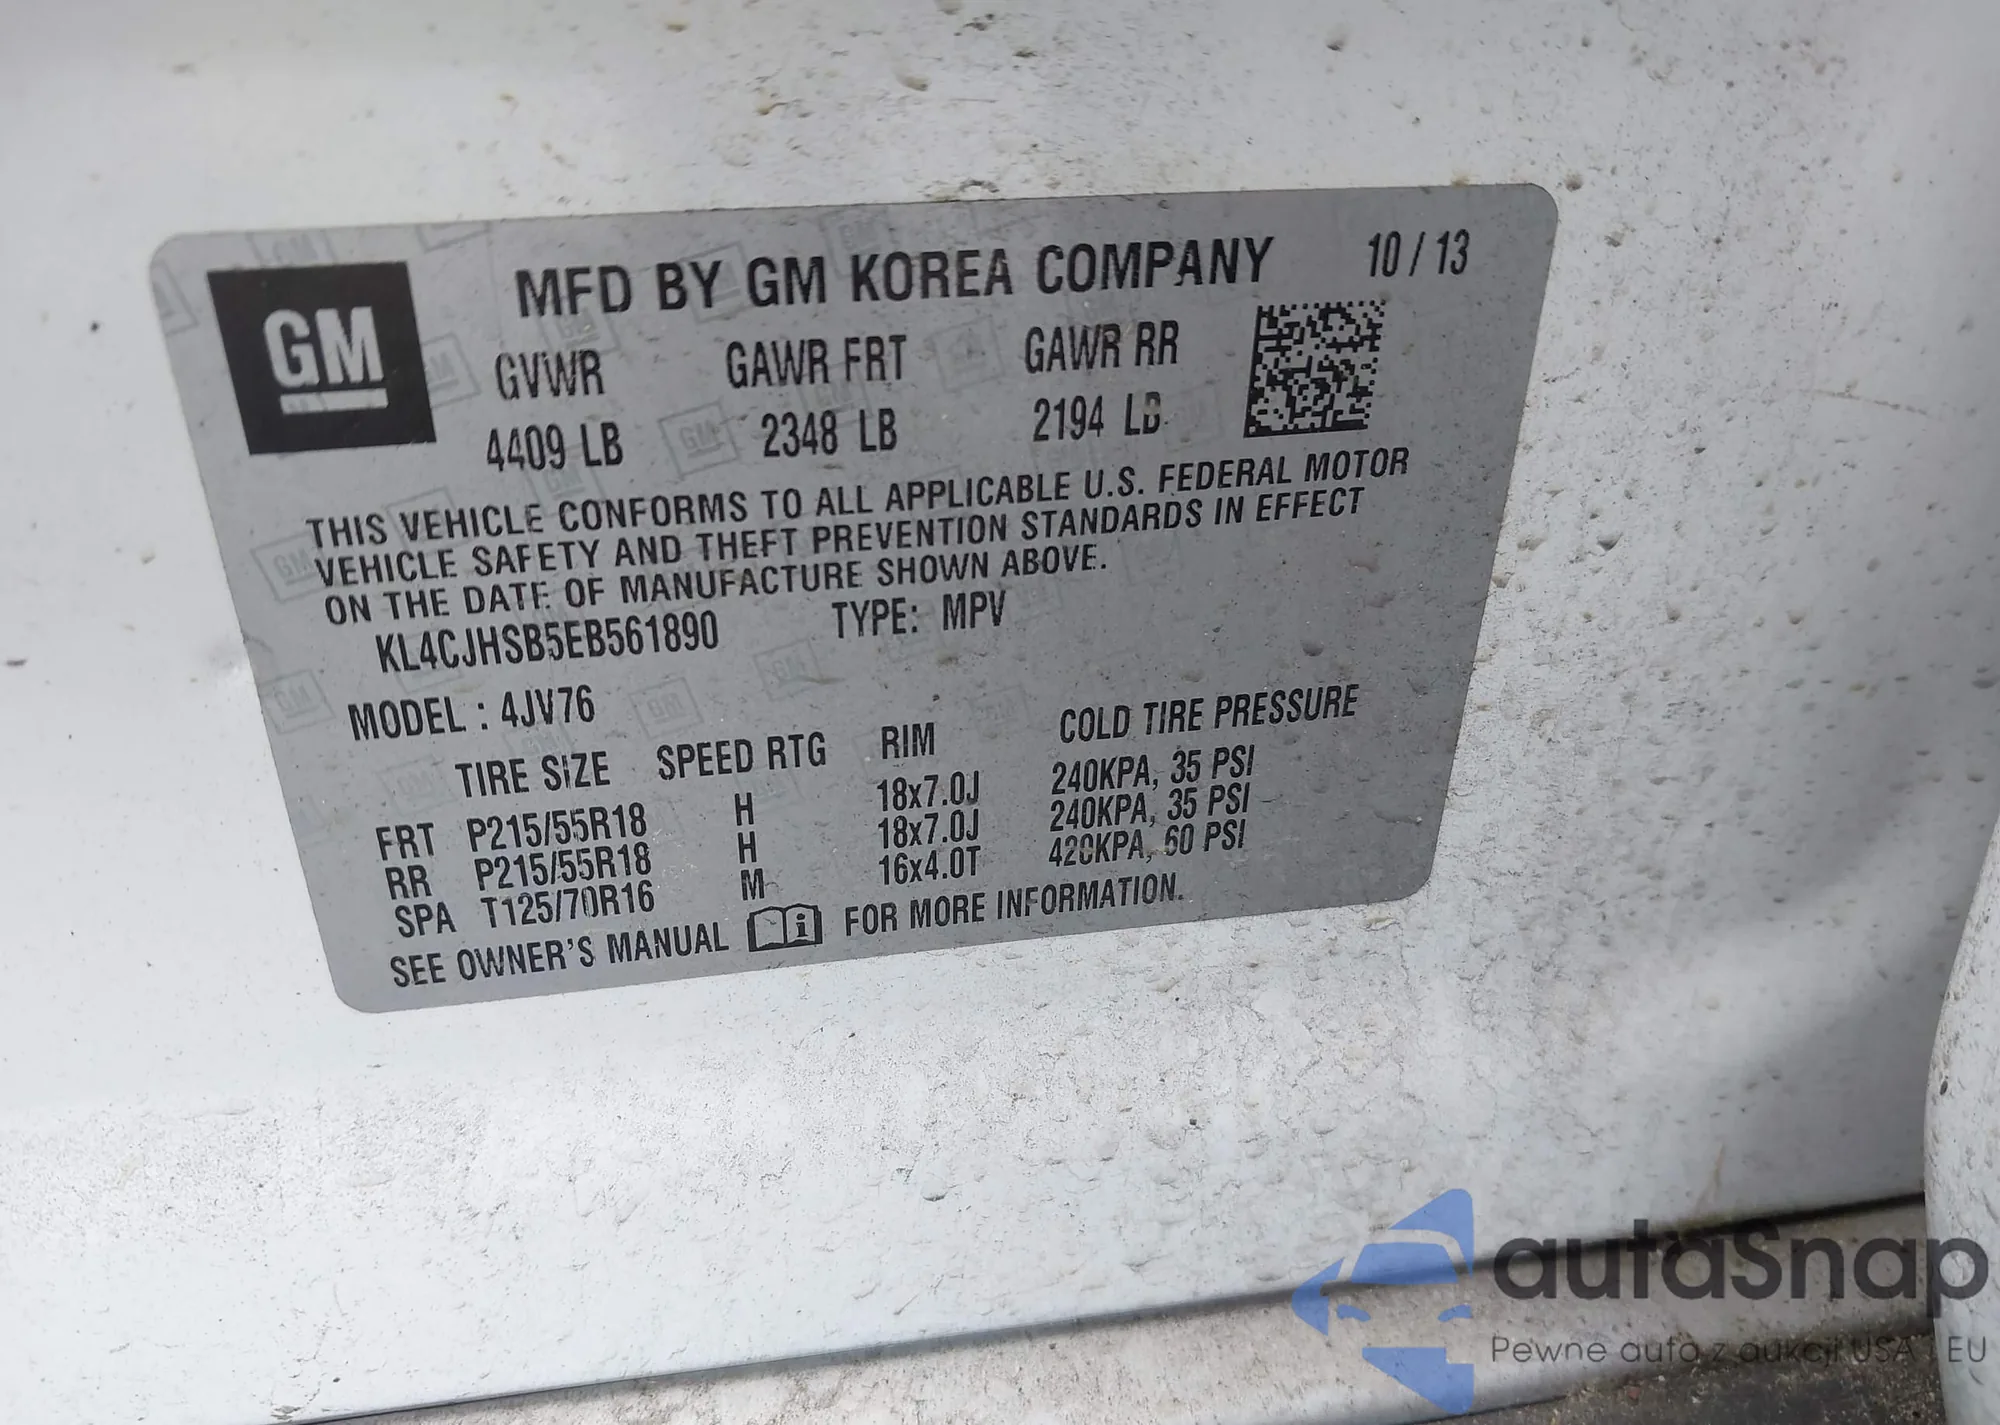 GM
MFD BY GM KOREA COMPANY 10 / 13
GVWR GAWR FRT GAWR RR
4409 LB 2348 LB 2194 LB
THIS VEHICLE CONFORMS TO ALL APPLICABLE U.S. FEDERAL MOTOR
VEHICLE SAFETY AND THEFT PREVENTION STANDARDS IN EFFECT
ON THE DATE OF MANUFACTURE SHOWN ABOVE.
KL4CJHSB5EB561890 TYPE: MPV
MODEL : 4JV76
TIRE SIZE SPEED RTG RIM COLD TIRE PRESSURE
FRT P215/55R18 H 18x7.0J 240KPA, 35 PSI
RR P215/55R18 H 18x7.0J 240KPA, 35 PSI
SPA T125/70R16 M 16x4.0T 420KPA, 60 PSI
SEE OWNER'S MANUAL FOR MORE INFORMATION.
autasnap
Pewne auta z aukcji USA i EU